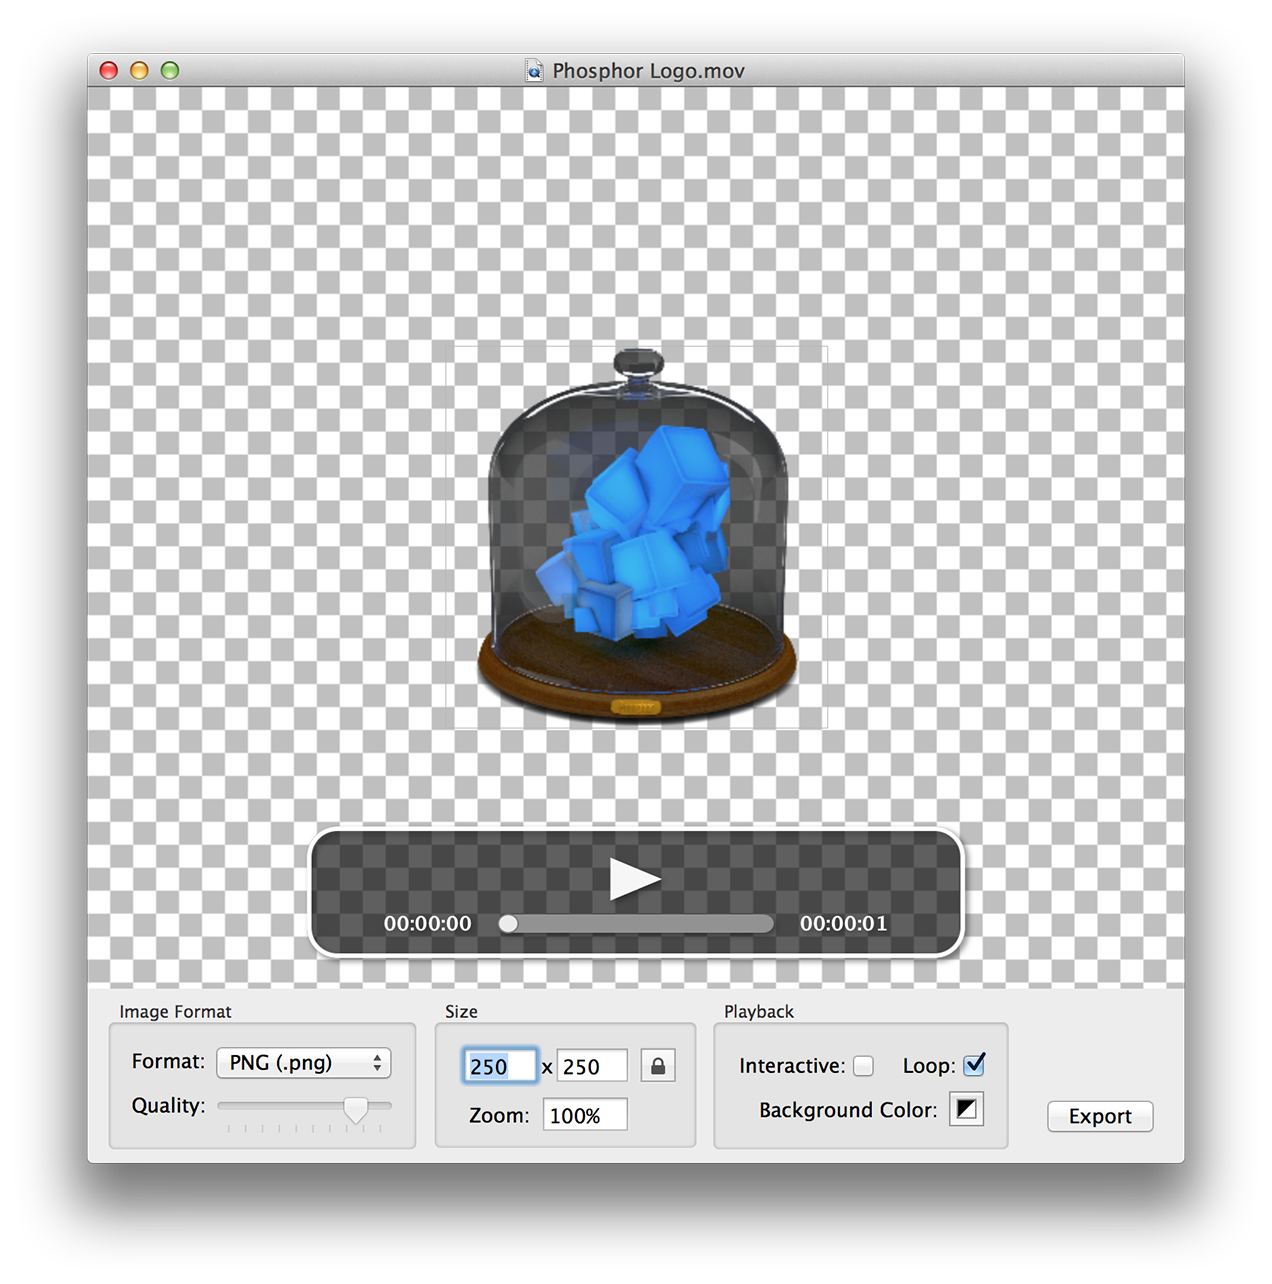 Phosphor Logo.mov
00:00:00
00:00:01
Image Format
Format: PNG (.png)
Quality:
Size
250 x 250
Zoom: 100%
Playback
Interactive: Loop:
Background Color:
Export